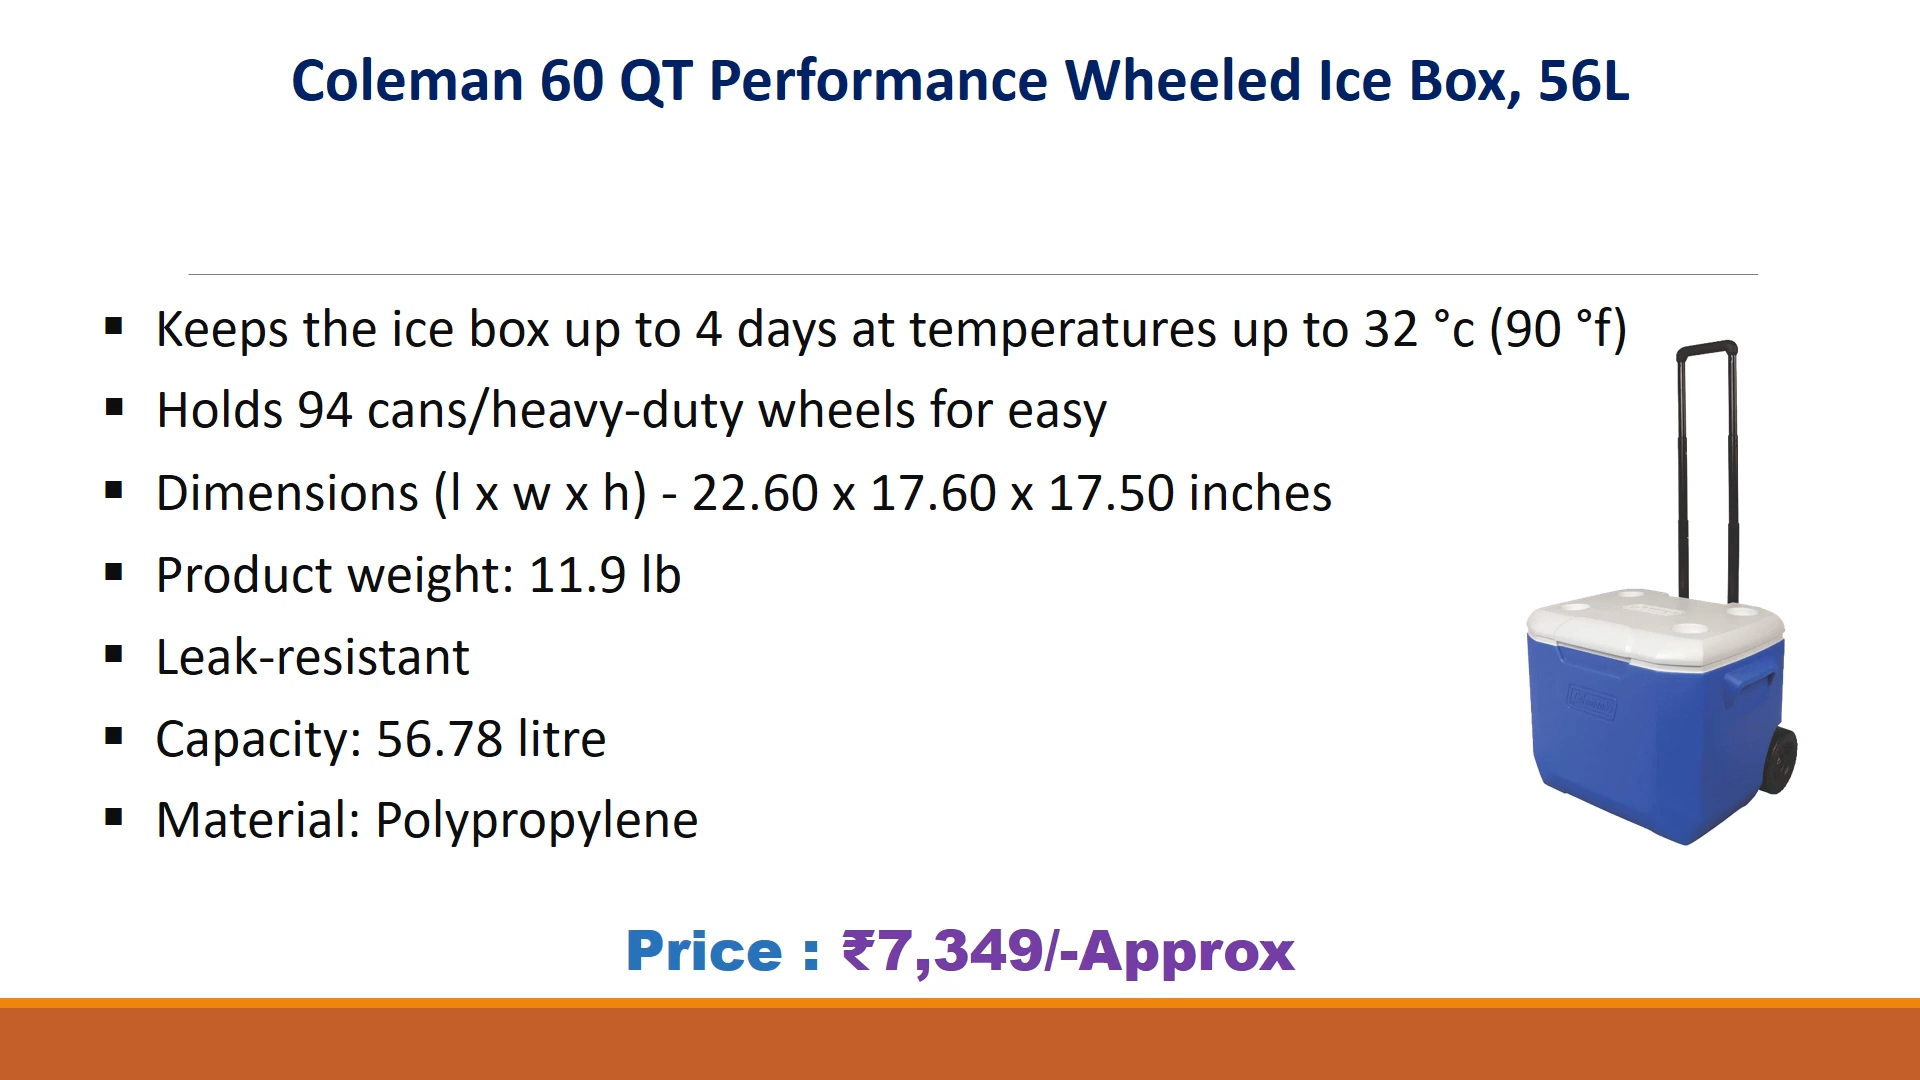 Coleman 60 QT Performance Wheeled Ice Box, 56L
▪ Keeps the ice box up to 4 days at temperatures up to 32 °c (90 °f)
▪ Holds 94 cans/heavy-duty wheels for easy
▪ Dimensions (l x w x h) - 22.60 x 17.60 x 17.50 inches
▪ Product weight: 11.9 lb
▪ Leak-resistant
▪ Capacity: 56.78 litre
▪ Material: Polypropylene
Coleman
Price : ₹7,349/-Approx